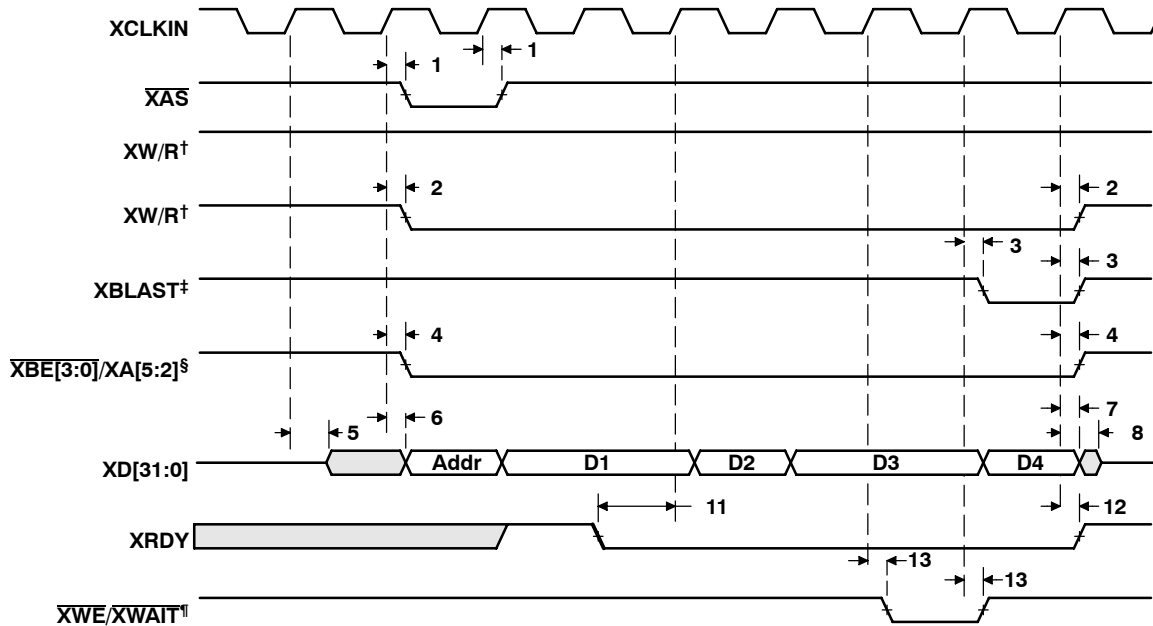 XCLKIN
1 1
XAS
XW/R†
2 2
XW/R†
3
3
XBLAST‡
4 4
XBE[3:0]/XA[5:2]§
5 6 7 8
XD[31:0] Addr D1 D2 D3 D4
11 12
XRDY
13
13
XWE/XWAIT¶